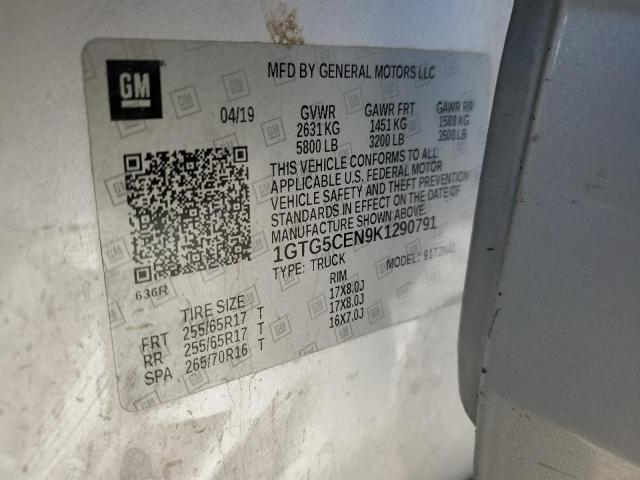 GM
MFD BY GENERAL MOTORS LLC
04/19 GVWR GAWR FRT GAWR RR
2631 KG 1451 KG 1588 KG
5800 LB 3200 LB 3500 LB
THIS VEHICLE CONFORMS TO ALL
APPLICABLE U.S. FEDERAL MOTOR
VEHICLE SAFETY AND THEFT PREVENTION
STANDARDS IN EFFECT ON THE DATE OF
MANUFACTURE SHOWN ABOVE.
1GTG5CEN9K1290791
TYPE: TRUCK MODEL:
636R
TIRE SIZE RIM
FRT 255/65R17 T 17X8.0J
RR 255/65R17 T 17X8.0J
SPA 265/70R16 T 16X7.0J